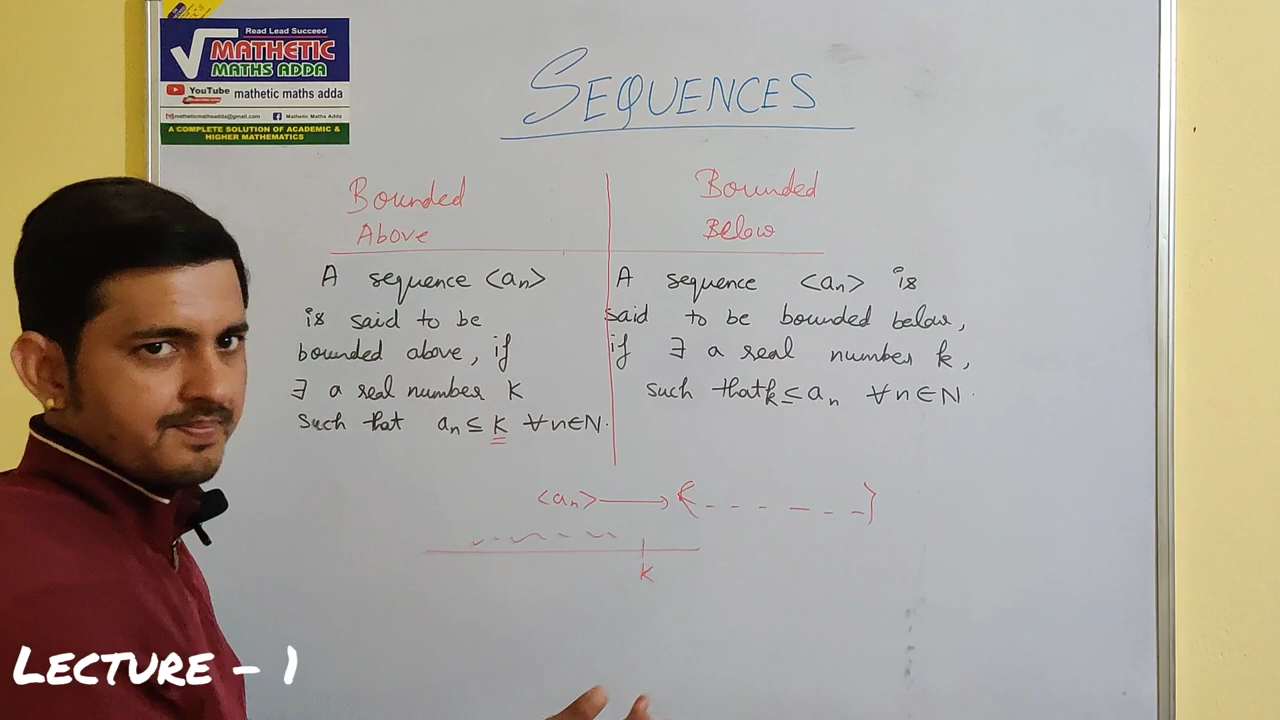 Read Lead Succeed
MATHETIC
MATHS ADDA
YouTube mathetic maths adda
matheticmathsadda@gmail.com Mathetic Maths Adda
A COMPLETE SOLUTION OF ACADEMIC &
HIGHER MATHEMATICS
SEQUENCES
Bounded
Above
A sequence <aₙ>
is said to be
bounded above, if
∃ a real number K
such that aₙ ≤ K ∀n∈N.
Bounded
Below
A sequence <aₙ> is
said to be bounded below,
if ∃ a real number k,
such that k ≤ aₙ ∀n∈N.
<aₙ> → { - - - - - - }
K
LECTURE - 1